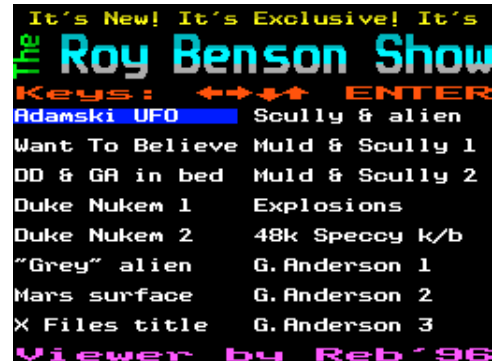 It's New! It's Exclusive! It's
The Roy Benson Show
Keys: ←→↓↑ ENTER
Adamski UFO Scully & alien
Want To Believe Muld & Scully 1
DD & GA in bed Muld & Scully 2
Duke Nukem 1 Explosions
Duke Nukem 2 48k Speccy k/b
"Grey" alien G.Anderson 1
Mars surface G.Anderson 2
X Files title G.Anderson 3
Viewer by Reb'96